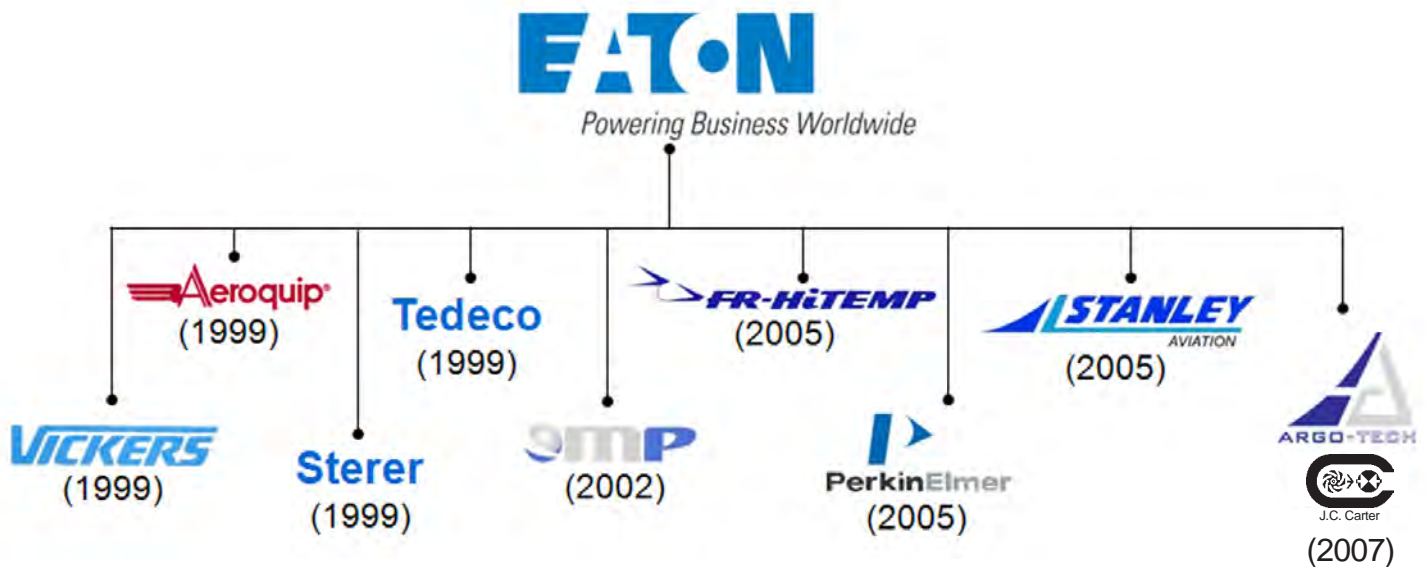 EATON
Powering Business Worldwide
VICKERS
(1999)
Aeroquip®
(1999)
Sterer
(1999)
Tedeco
(1999)
emp
(2002)
FR-HiTEMP
(2005)
PerkinElmer
(2005)
STANLEY
AVIATION
(2005)
ARGO-TECH
J.C. Carter
(2007)